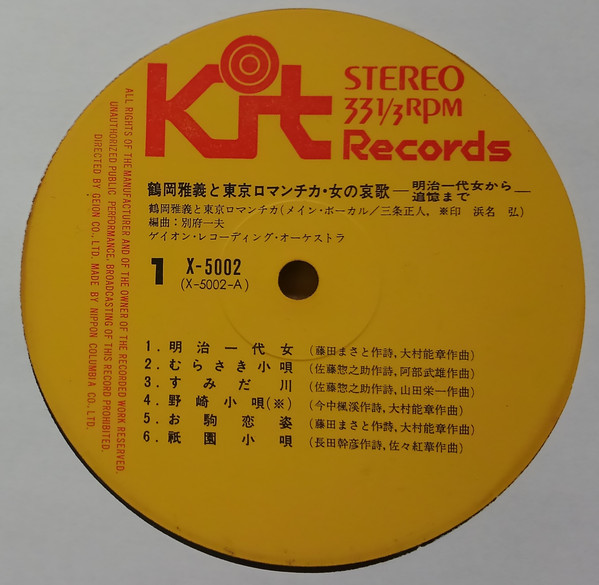 Kit
STEREO
33 1/3 RPM
Records
鶴岡雅義と東京ロマンチカ・女の哀歌—明治一代女から追憶まで—
鶴岡雅義と東京ロマンチカ(メイン・ボーカル/三条正人、※印 浜名 弘)
編曲:別府一夫
ゲイオン・レコーディング・オーケストラ
1 X-5002
(X-5002-A)
1. 明治一代女 (藤田まさと作詩、大村能章作曲)
2. むらさき小唄 (佐藤惣之助作詩、阿部武雄作曲)
3. すみだ川 (佐藤惣之助作詩、山田栄一作曲)
4. 野崎小唄(※) (今中楓溪作詩、大村能章作曲)
5. お駒恋姿 (藤田まさと作詩、大村能章作曲)
6. 祇園小唄 (長田幹彦作詩、佐々紅華作曲)
ALL RIGHTS OF THE MANUFACTURER AND OF THE OWNER OF THE RECORDED WORK RESERVED.
UNAUTHORIZED PUBLIC PERFORMANCE, BROADCASTING OF THIS RECORD PROHIBITED.
DIRECTED BY GEION CO., LTD. MADE BY NIPPON COLUMBIA CO., LTD.